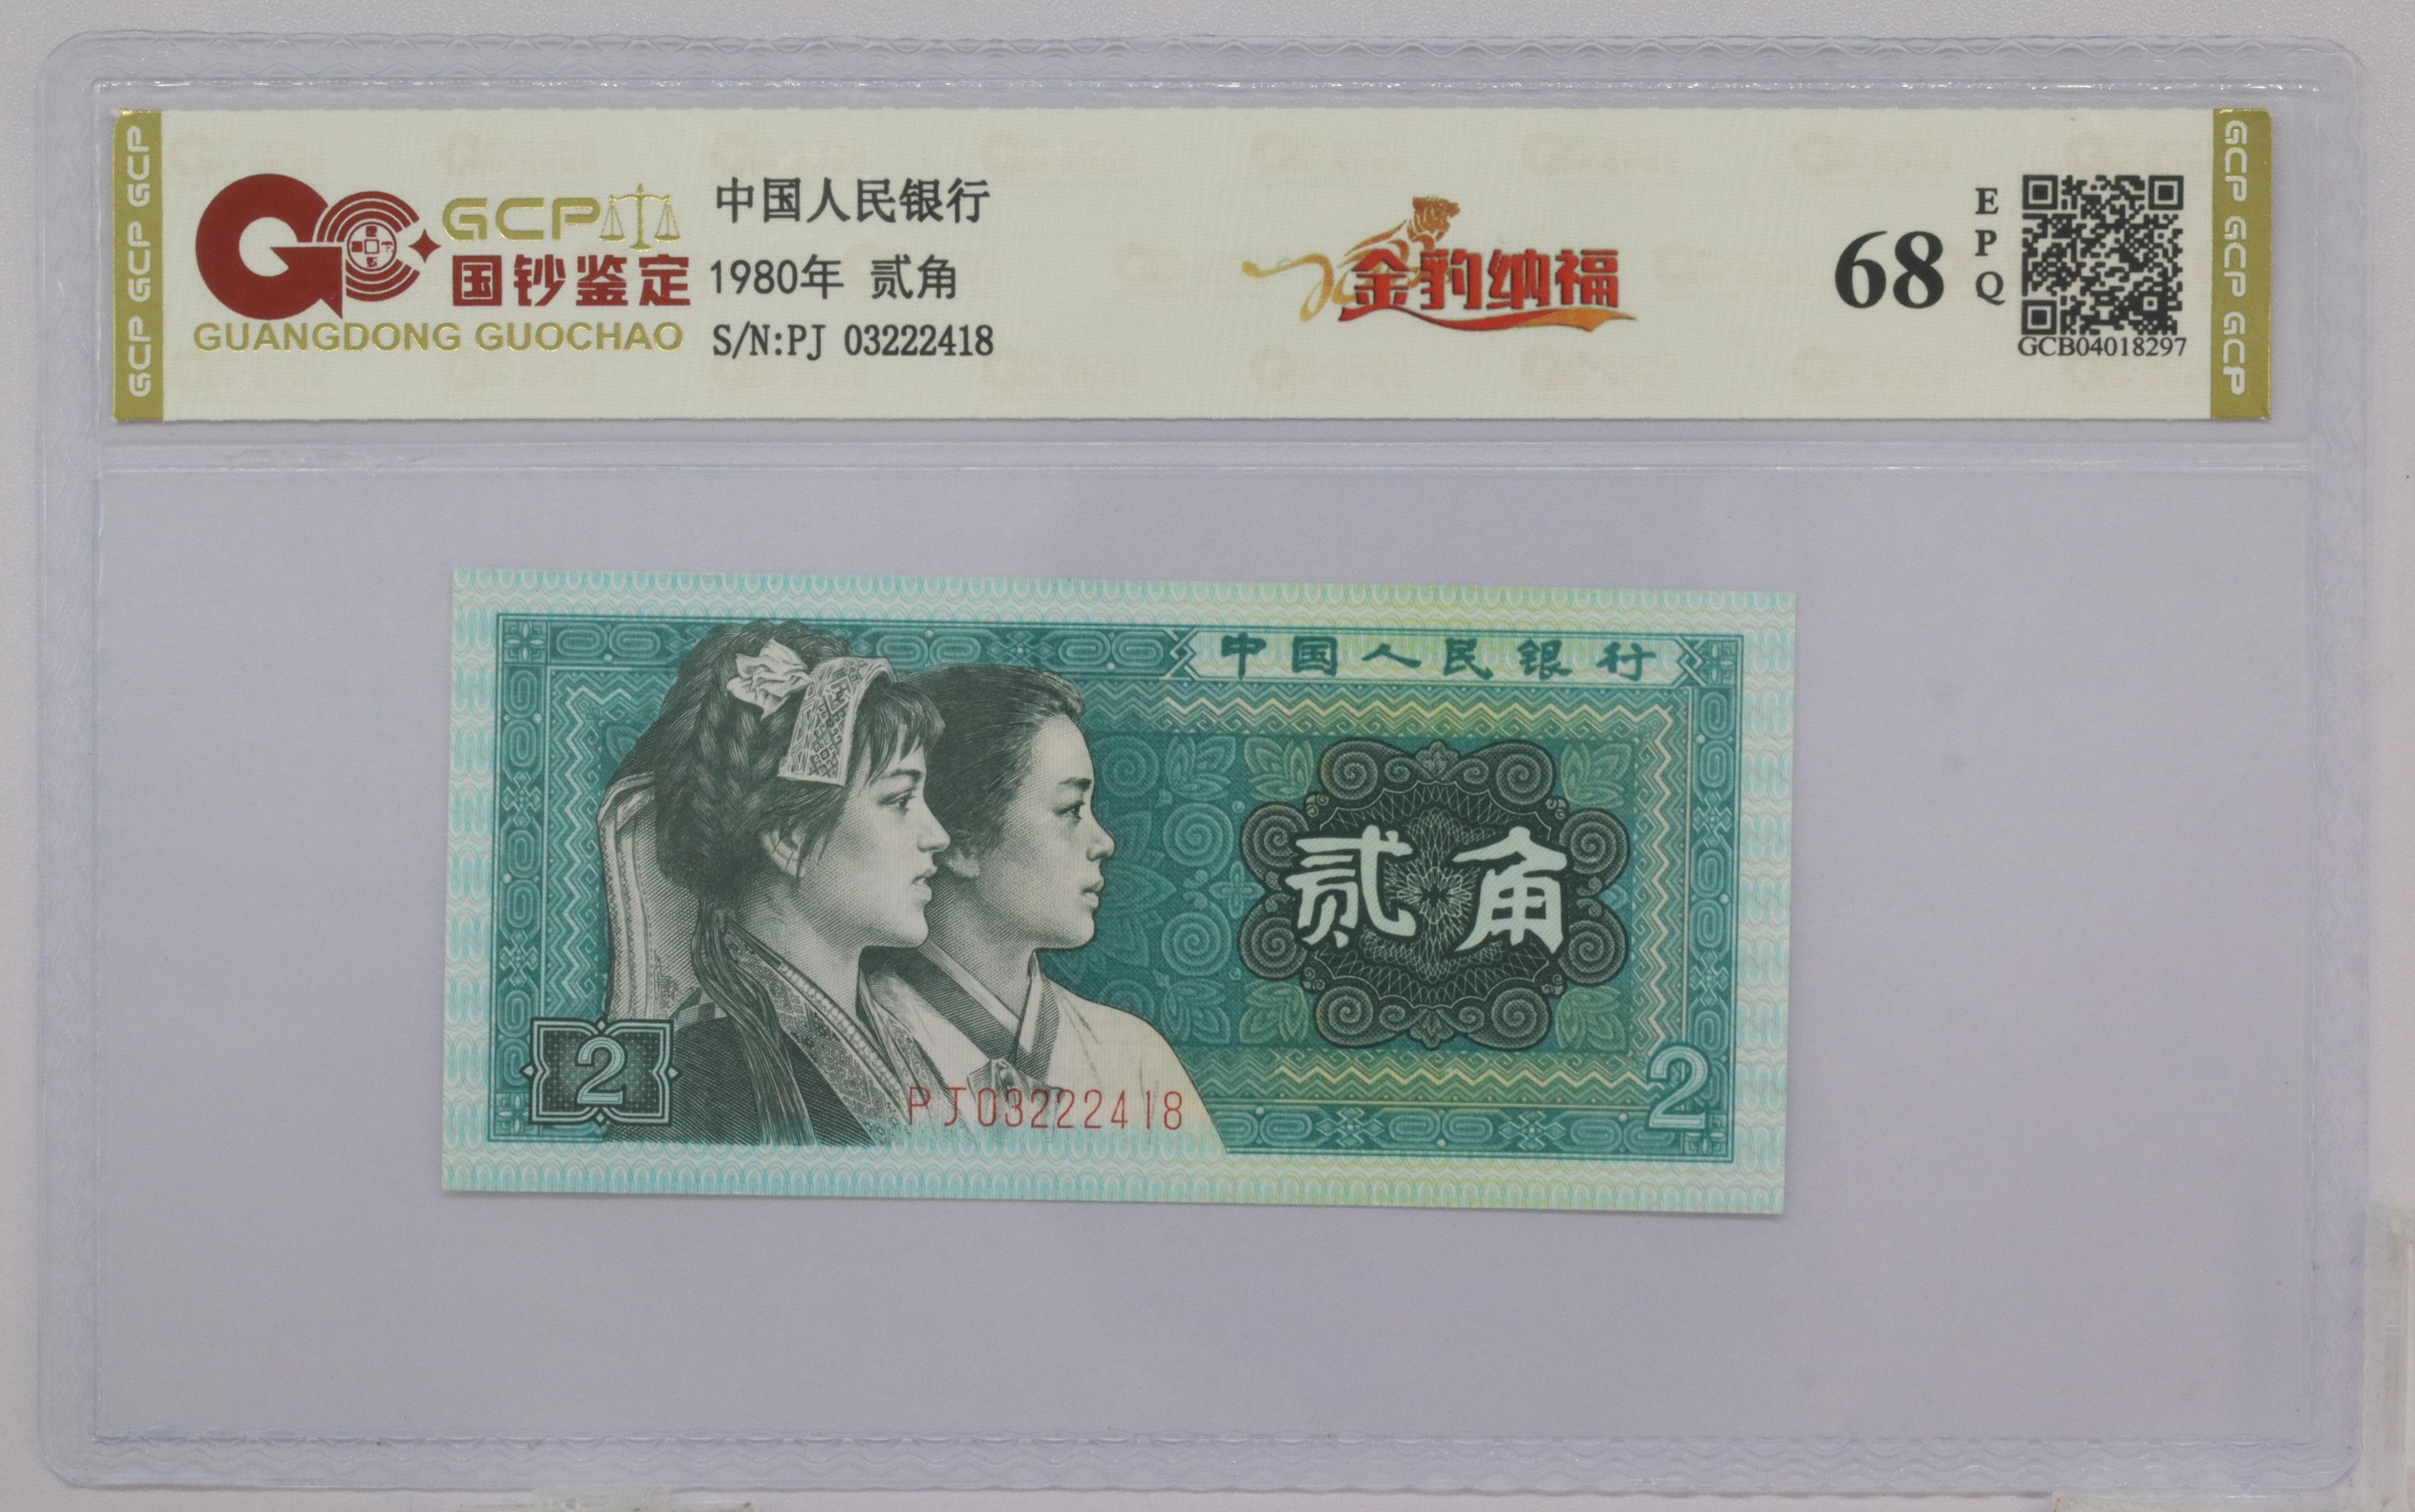 GCP GCP GCP
GCP
国钞鉴定
GUANGDONG GUOCHAO
中国人民银行
1980年 贰角
S/N:PJ 03222418
金豹纳福
68
EPQ
GCB04018297
GCP GCP GCP
中国人民银行
贰角
2
PJ03222418
2